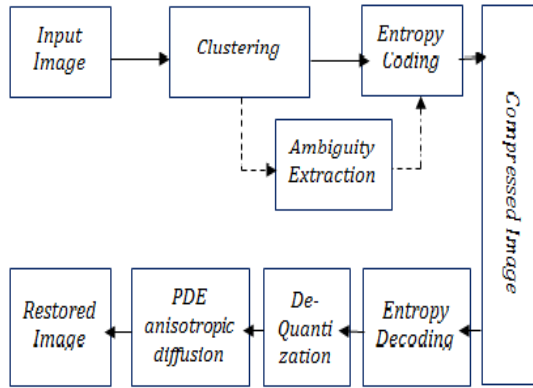 Input
Image
Clustering
Entropy
Coding
Ambiguity
Extraction
Compressed Image
Restored
Image
PDE
anisotropic
diffusion
De-
Quanti
zation
Entropy
Decoding